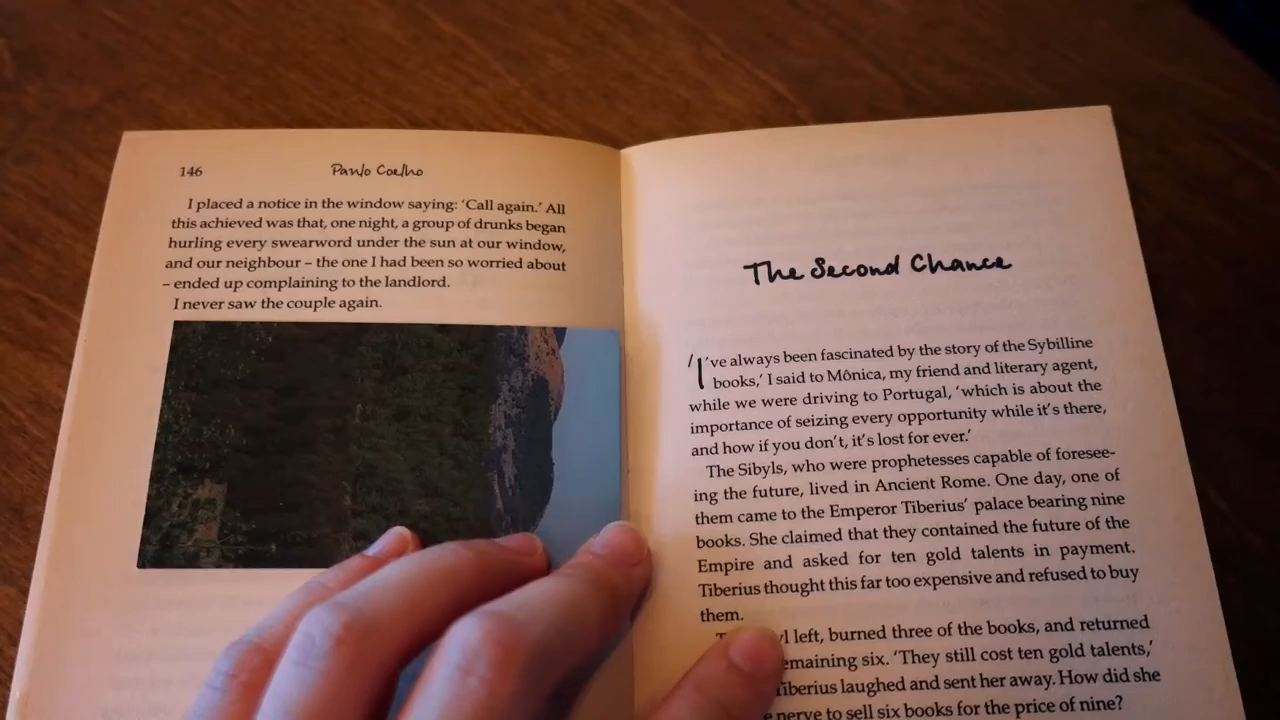 146
Paulo Coelho
I placed a notice in the window saying: 'Call again.' All
this achieved was that, one night, a group of drunks began
hurling every swearword under the sun at our window,
and our neighbour – the one I had been so worried about
– ended up complaining to the landlord.
I never saw the couple again.
The Second Chance
'I've always been fascinated by the story of the Sybilline
books,' I said to Mônica, my friend and literary agent,
while we were driving to Portugal, 'which is about the
importance of seizing every opportunity while it's there,
and how if you don't, it's lost for ever.'
The Sibyls, who were prophetesses capable of foresee-
ing the future, lived in Ancient Rome. One day, one of
them came to the Emperor Tiberius' palace bearing nine
books. She claimed that they contained the future of the
Empire and asked for ten gold talents in payment.
Tiberius thought this far too expensive and refused to buy
them.
left, burned three of the books, and returned
remaining six. 'They still cost ten gold talents,'
Tiberius laughed and sent her away. How did she
nerve to sell six books for the price of nine?